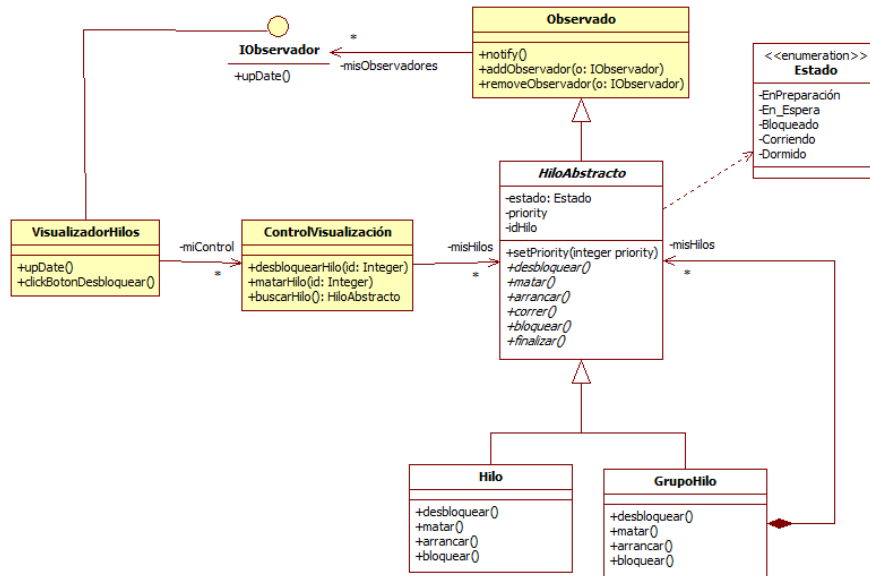 Observado
+notify()
+addObservador(o: IObservador)
+removeObservador(o: IObservador)
*
-misObservadores
IObservador
+upDate()
<<enumeration>>
Estado
-EnPreparación
-En_Espera
-Bloqueado
-Corriendo
-Dormido
HiloAbstracto
-estado: Estado
-priority
-idHilo
+setPriority(integer priority)
+desbloquear()
+matar()
+arrancar()
+correr()
+bloquear()
+finalizar()
VisualizadorHilos
+upDate()
+clickBotonDesbloquear()
-miControl
*
ControlVisualización
+desbloquearHilo(id: Integer)
+matarHilo(id: Integer)
+buscarHilo(): HiloAbstracto
-misHilos
*
-misHilos
*
Hilo
+desbloquear()
+matar()
+arrancar()
+bloquear()
GrupoHilo
+desbloquear()
+matar()
+arrancar()
+bloquear()